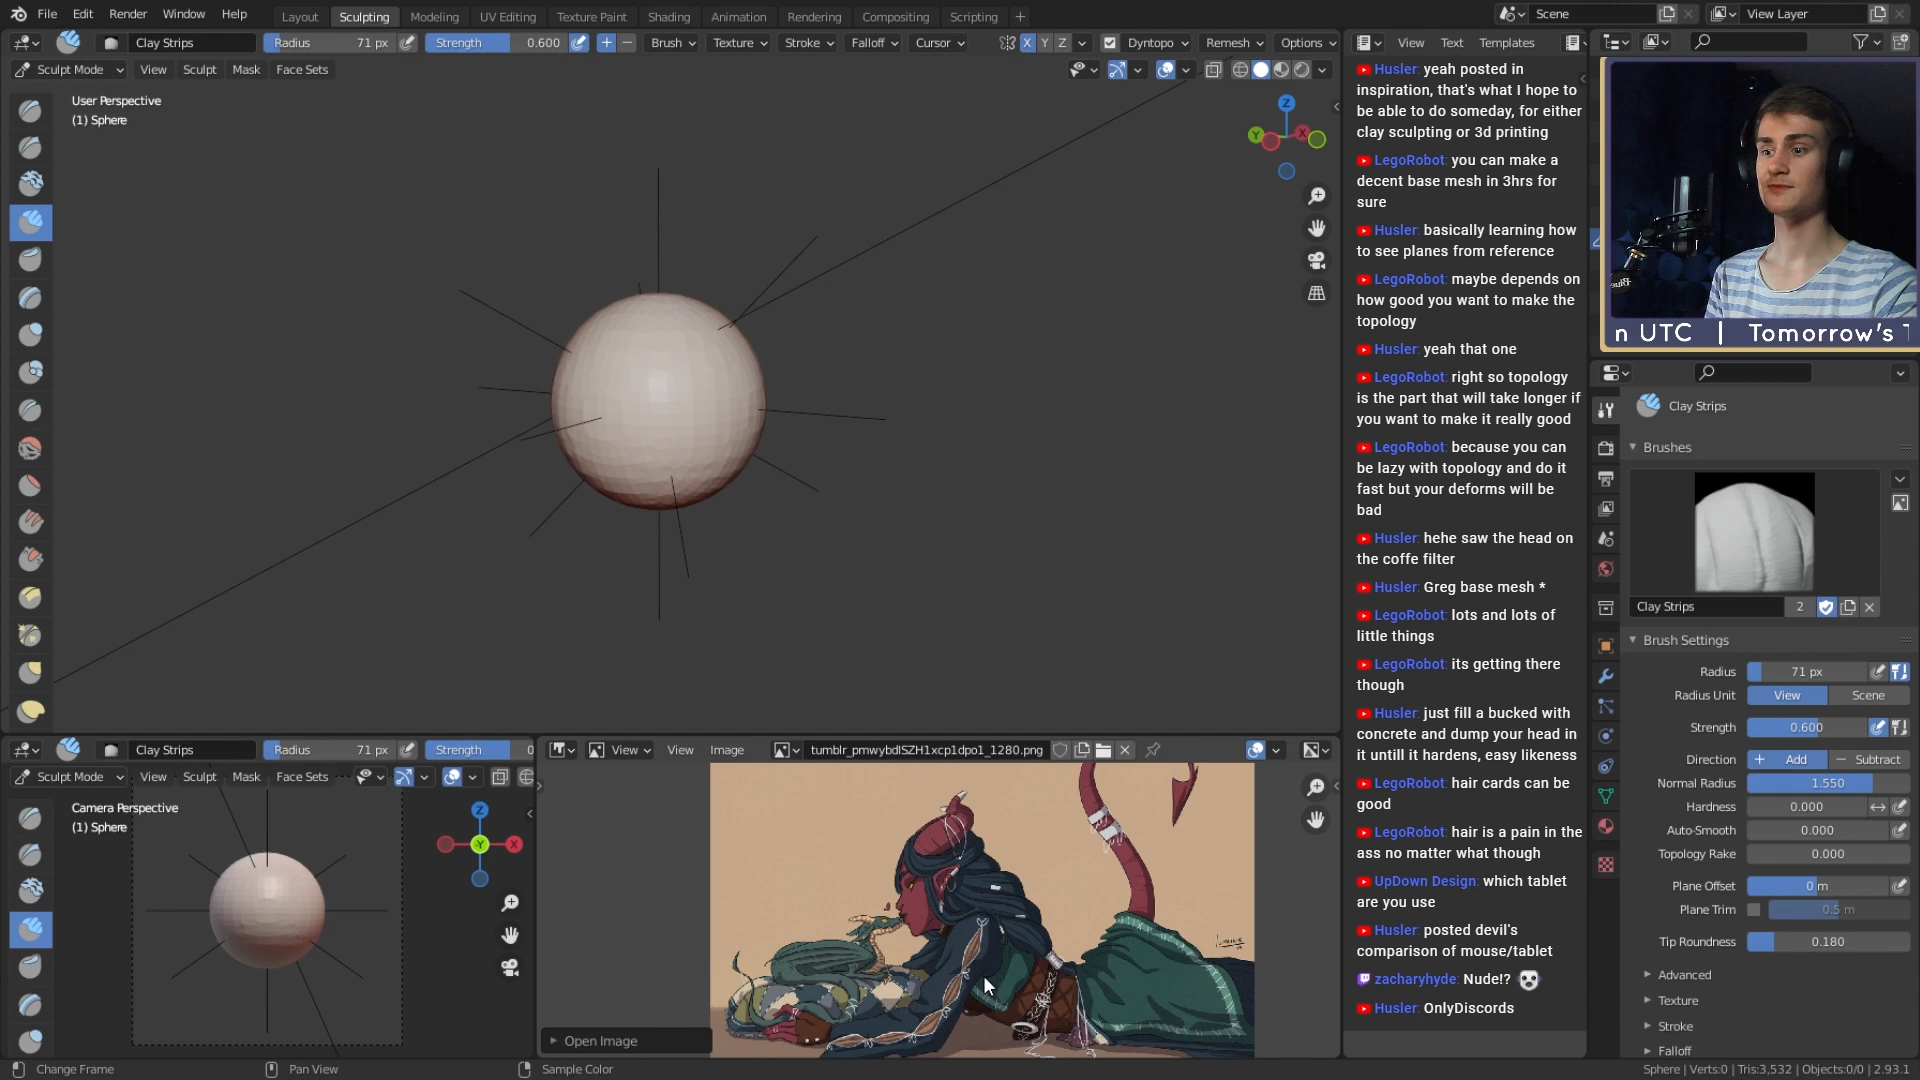 File Edit Render Window Help
Layout Sculpting Modeling UV Editing Texture Paint Shading Animation Rendering Compositing Scripting +
Scene
View Layer
Clay Strips Radius 71 px Strength 0.600 + − Brush Texture Stroke Falloff Cursor X Y Z Dyntopo Remesh Options
View Text Templates
Sculpt Mode View Sculpt Mask Face Sets
User Perspective
(1) Sphere
Z
Y X
Husler: yeah posted in
inspiration, that's what I hope to
be able to do someday, for either
clay sculpting or 3d printing
LegoRobot: you can make a
decent base mesh in 3hrs for
sure
Husler: basically learning how
to see planes from reference
LegoRobot: maybe depends on
how good you want to make the
topology
Husler: yeah that one
LegoRobot: right so topology
is the part that will take longer if
you want to make it really good
LegoRobot: because you can
be lazy with topology and do it
fast but your deforms will be
bad
Husler: hehe saw the head on
the coffe filter
Husler: Greg base mesh *
LegoRobot: lots and lots of
little things
LegoRobot: its getting there
though
Husler: just fill a bucked with
concrete and dump your head in
it untill it hardens, easy likeness
LegoRobot: hair cards can be
good
LegoRobot: hair is a pain in the
ass no matter what though
UpDown Design: which tablet
are you use
Husler: posted devil's
comparison of mouse/tablet
zacharyhyde: Nude!?
Husler: OnlyDiscords
n UTC | Tomorrow's
Clay Strips
Brushes
Clay Strips 2
Brush Settings
Radius 71 px
Radius Unit View Scene
Strength 0.600
Direction + Add − Subtract
Normal Radius 1.550
Hardness 0.000
Auto-Smooth 0.000
Topology Rake 0.000
Plane Offset 0 m
Plane Trim 0.5 m
Tip Roundness 0.180
Advanced
Texture
Stroke
Falloff
Clay Strips Radius 71 px Strength 0
Sculpt Mode View Sculpt Mask Face Sets
Camera Perspective
(1) Sphere
Z
Y X
View View Image tumblr_pmwybdlSZH1xcp1dpo1_1280.png
Open Image
Change Frame Pan View Sample Color
Sphere | Verts:0 | Tris:3,532 | Objects:0/0 | 2.93.1